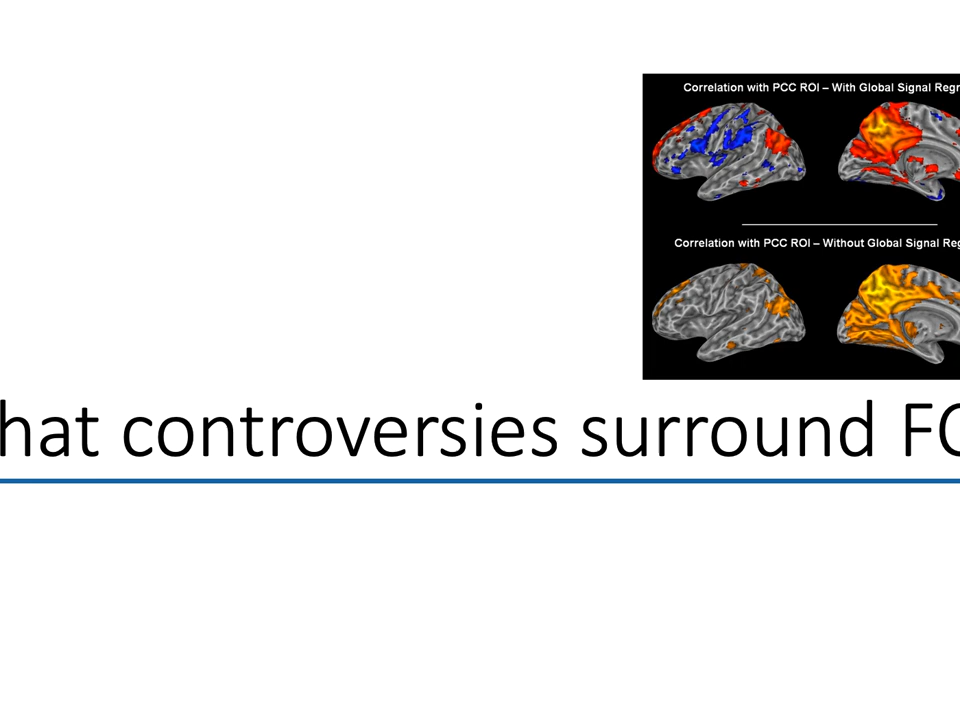 Correlation with PCC ROI – With Global Signal Regr
Correlation with PCC ROI – Without Global Signal Reg
hat controversies surround FC